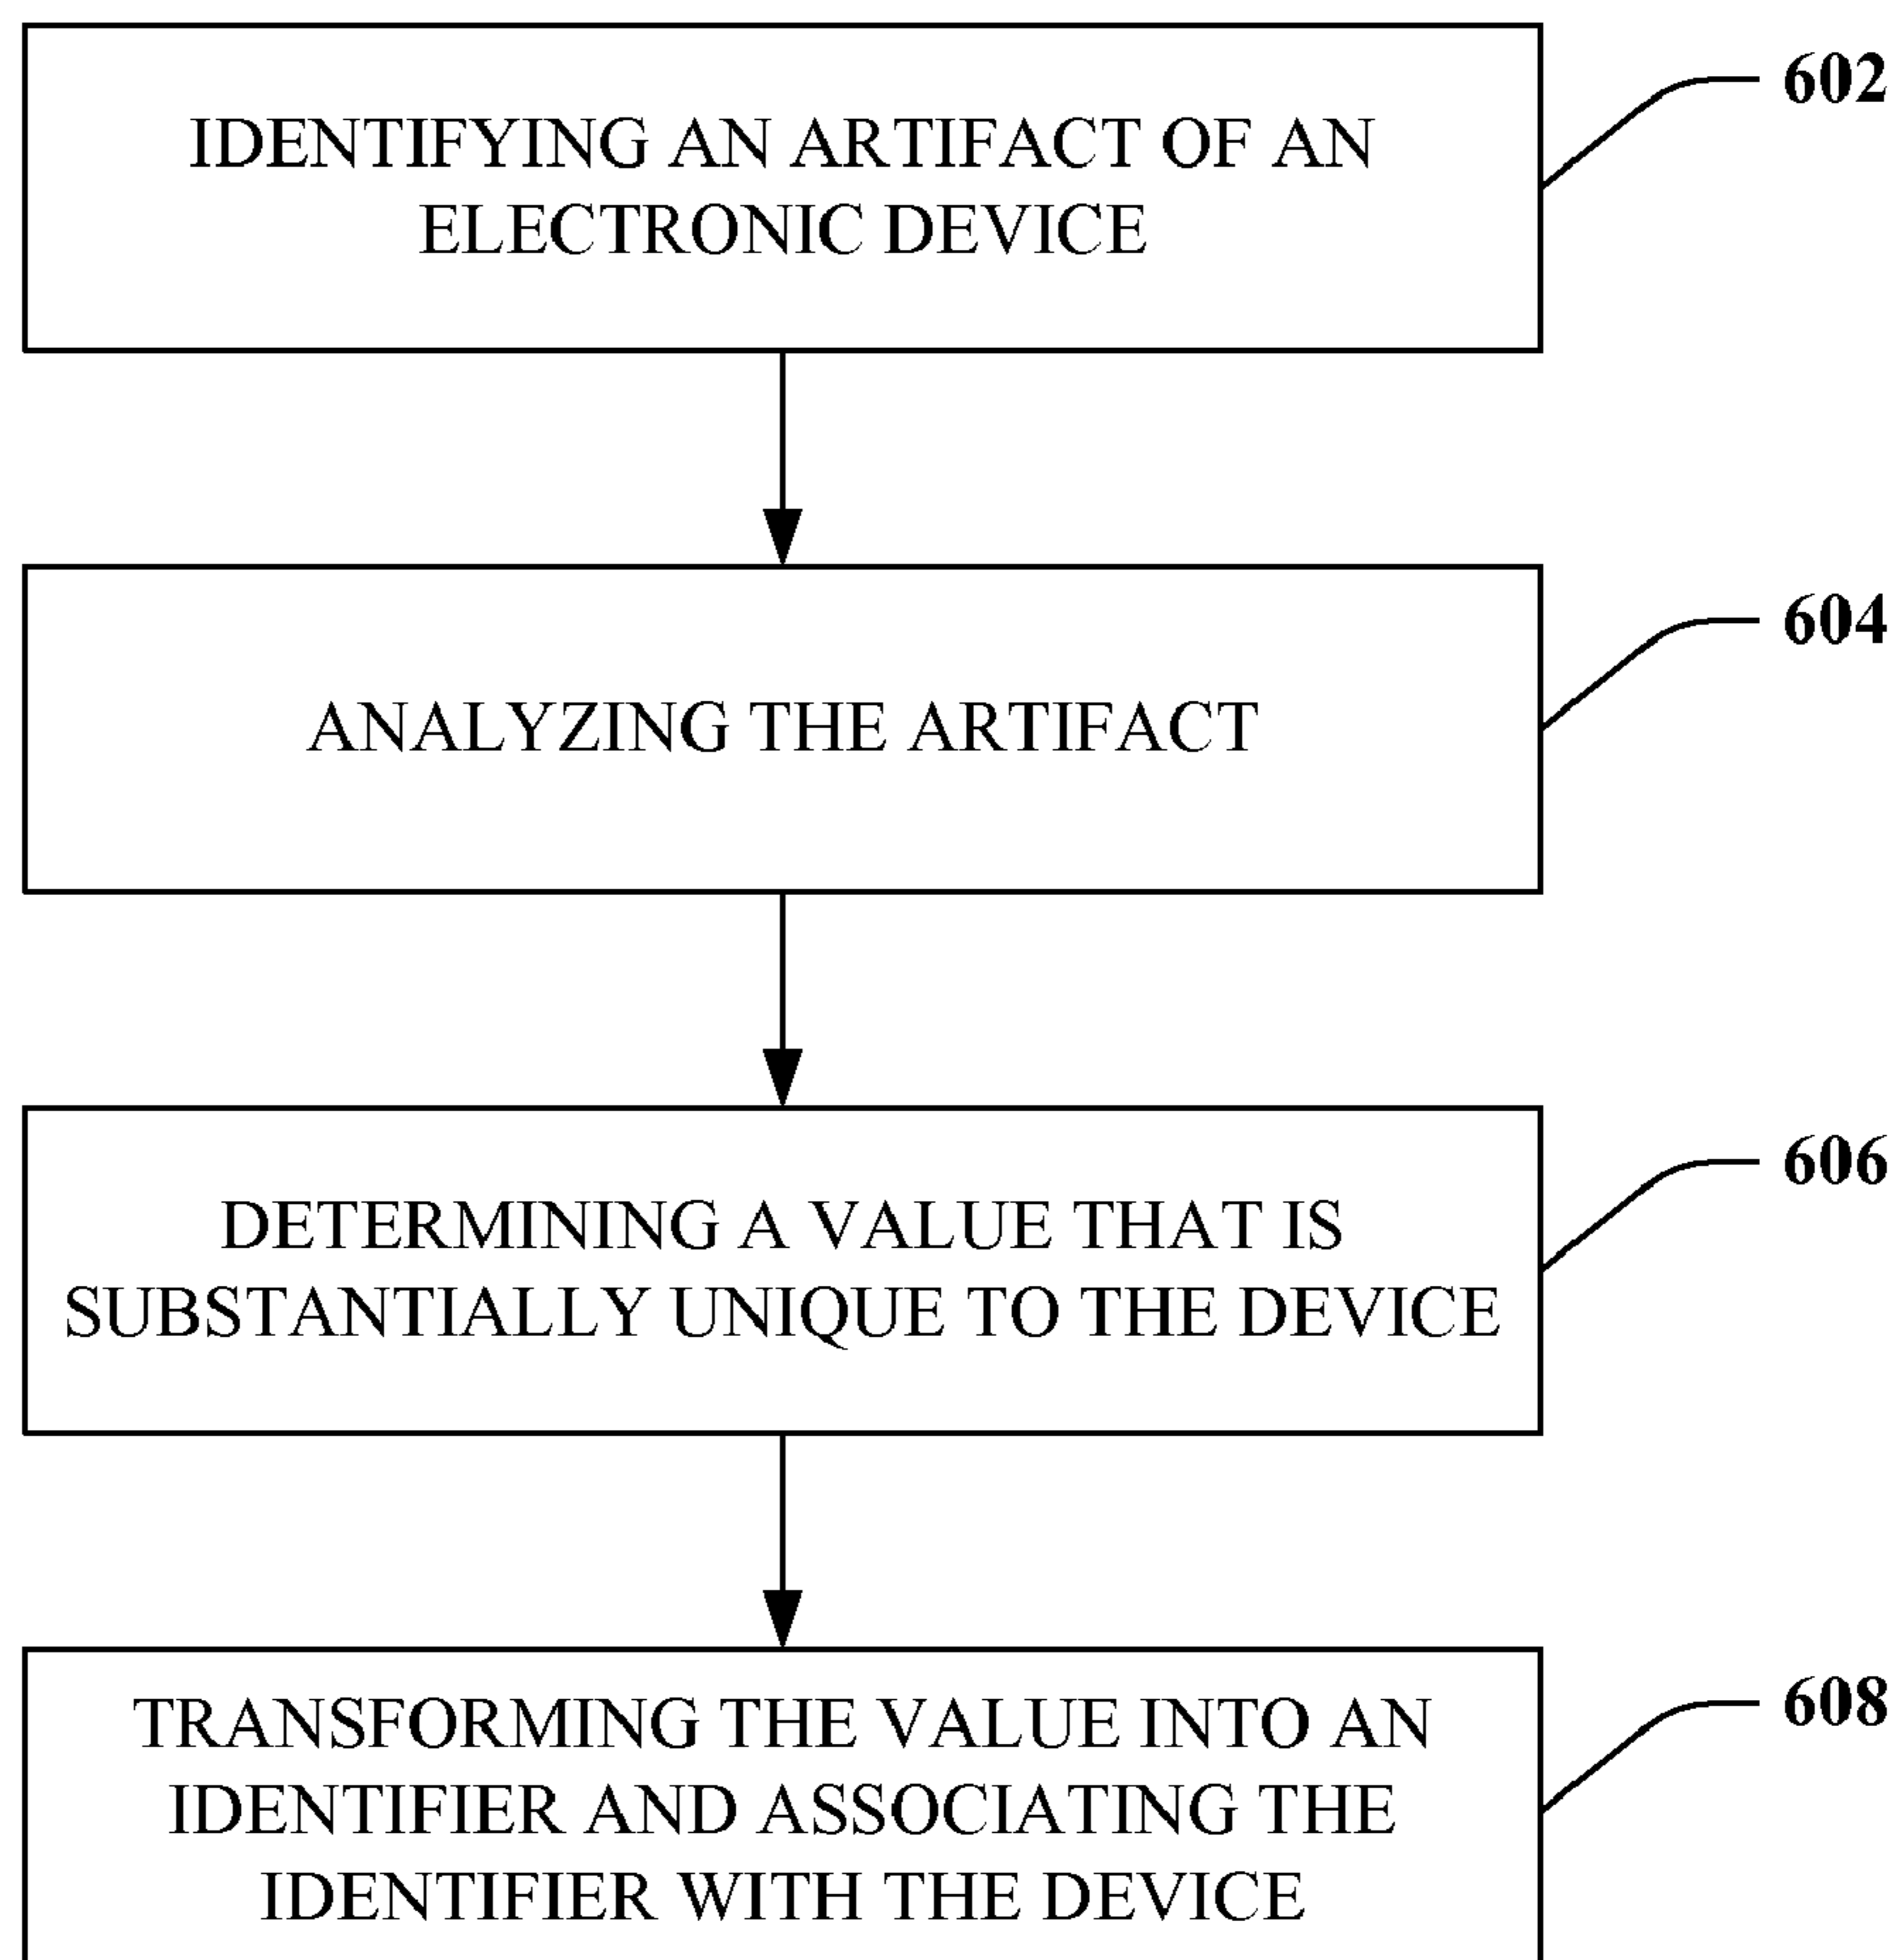 602
IDENTIFYING AN ARTIFACT OF AN
ELECTRONIC DEVICE
604
ANALYZING THE ARTIFACT
606
DETERMINING A VALUE THAT IS
SUBSTANTIALLY UNIQUE TO THE DEVICE
608
TRANSFORMING THE VALUE INTO AN
IDENTIFIER AND ASSOCIATING THE
IDENTIFIER WITH THE DEVICE